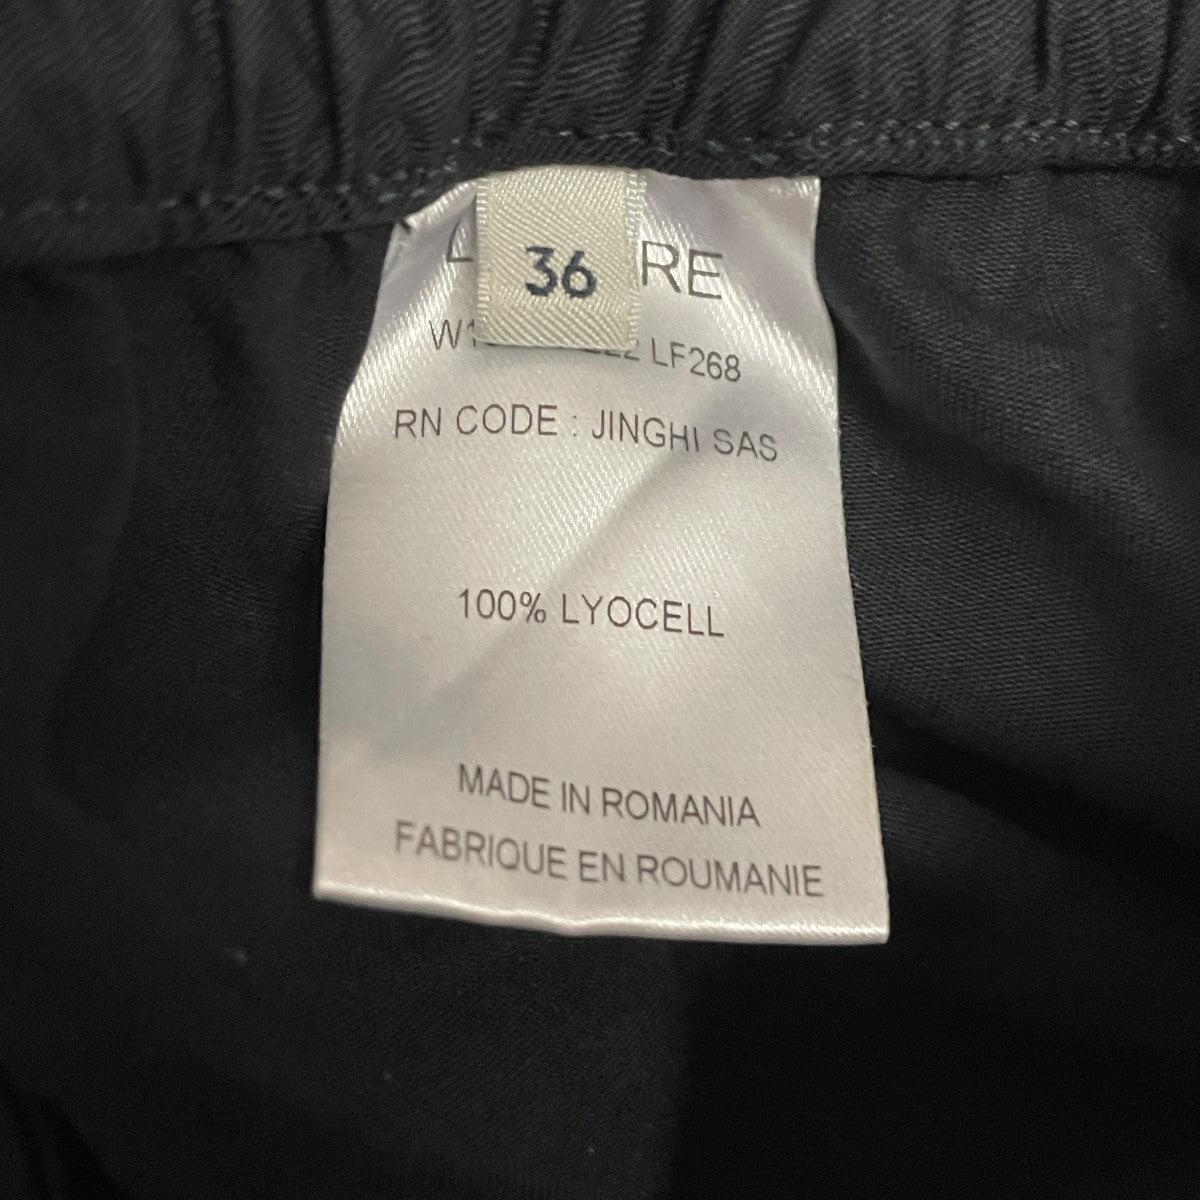 36
RE
LF268
RN CODE : JINGHI SAS
100% LYOCELL
MADE IN ROMANIA
FABRIQUE EN ROUMANIE